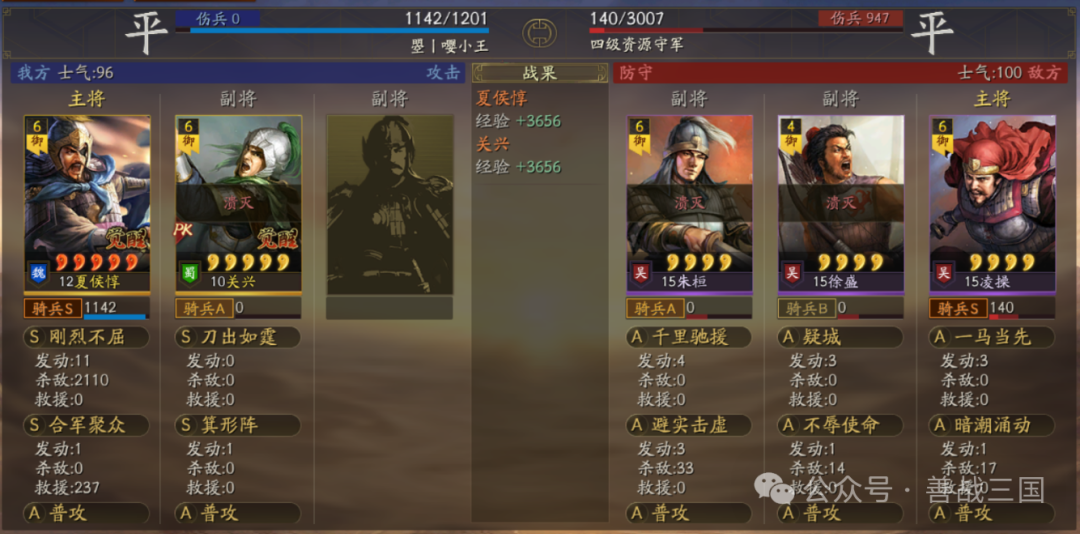 平 伤兵 0 1142/1201
曌丨嘤小王
140/3007 伤兵 947 平
四级资源守军
我方 士气:96 攻击
战果
防守 士气:100 敌方
主将 副将 副将
夏侯惇
经验 +3656
关兴
经验 +3656
副将 副将 主将
6 御 觉醒 魏 12夏侯惇
6 御 溃灭 PK 觉醒 蜀 10关兴
6 御 溃灭 吴 15朱桓
4 御 溃灭 吴 15徐盛
6 御 吴 15凌操
骑兵S 1142
骑兵A 0
骑兵A 0
骑兵B 0
骑兵S 140
S 刚烈不屈
发动:11
杀敌:2110
救援:0
S 合军聚众
发动:1
杀敌:0
救援:237
A 普攻
S 刀出如霆
发动:0
杀敌:0
救援:0
S 箕形阵
发动:1
杀敌:0
救援:0
A 普攻
A 千里驰援
发动:4
杀敌:0
救援:0
A 避实击虚
发动:3
杀敌:33
救援:0
A 普攻
A 疑城
发动:3
杀敌:0
救援:0
A 不辱使命
发动:1
杀敌:14
救援:0
A 普攻
A 一马当先
发动:3
杀敌:0
救援:0
A 暗潮涌动
发动:1
杀敌:17
救援:0
A 普攻
公众号 · 善战三国